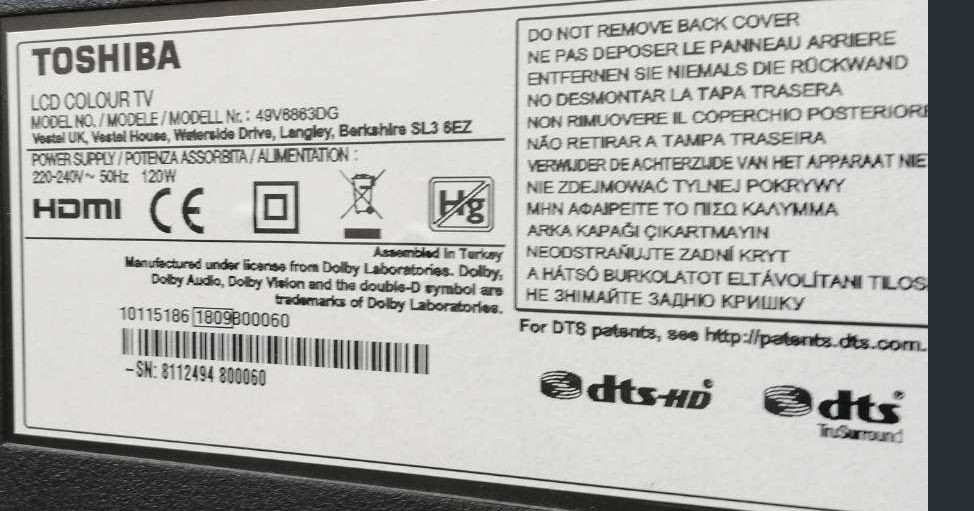 TOSHIBA
LCD COLOUR TV
MODEL NO. / MODELE / MODELL Nr. : 49V8863DG
Vestel UK, Vestel House, Waterside Drive, Langley, Berkshire SL3 6EZ
POWER SUPPLY / POTENZA ASSORBITA / ALIMENTATION :
220-240V~ 50Hz 120W
HDMI CE Hg
Assembled in Turkey
Manufactured under license from Dolby Laboratories. Dolby,
Dolby Audio, Dolby Vision and the double-D symbol are
trademarks of Dolby Laboratories.
10115186 1809B00060
-SN: 8112494 800060
DO NOT REMOVE BACK COVER
NE PAS DEPOSER LE PANNEAU ARRIERE
ENTFERNEN SIE NIEMALS DIE RÜCKWAND
NO DESMONTAR LA TAPA TRASERA
NON RIMUOVERE IL COPERCHIO POSTERIORE
NÃO RETIRAR A TAMPA TRASEIRA
VERWIJDER DE ACHTERZIJDE VAN HET APPARAAT NIE
NIE ZDEJMOWAĆ TYLNEJ POKRYWY
ΜΗΝ ΑΦΑΙΡΕΙΤΕ ΤΟ ΠΙΣΩ ΚΑΛΥΜΜΑ
ARKA KAPAĞI ÇIKARTMAYIN
NEODSTRAŇUJTE ZADNÍ KRYT
A HÁTSÓ BURKOLATOT ELTÁVOLÍTANI TILOS
НЕ ЗНІМАЙТЕ ЗАДНЮ КРИШКУ
For DTS patents, see http://patents.dts.com.
dts-HD®
dts®
TruSurround